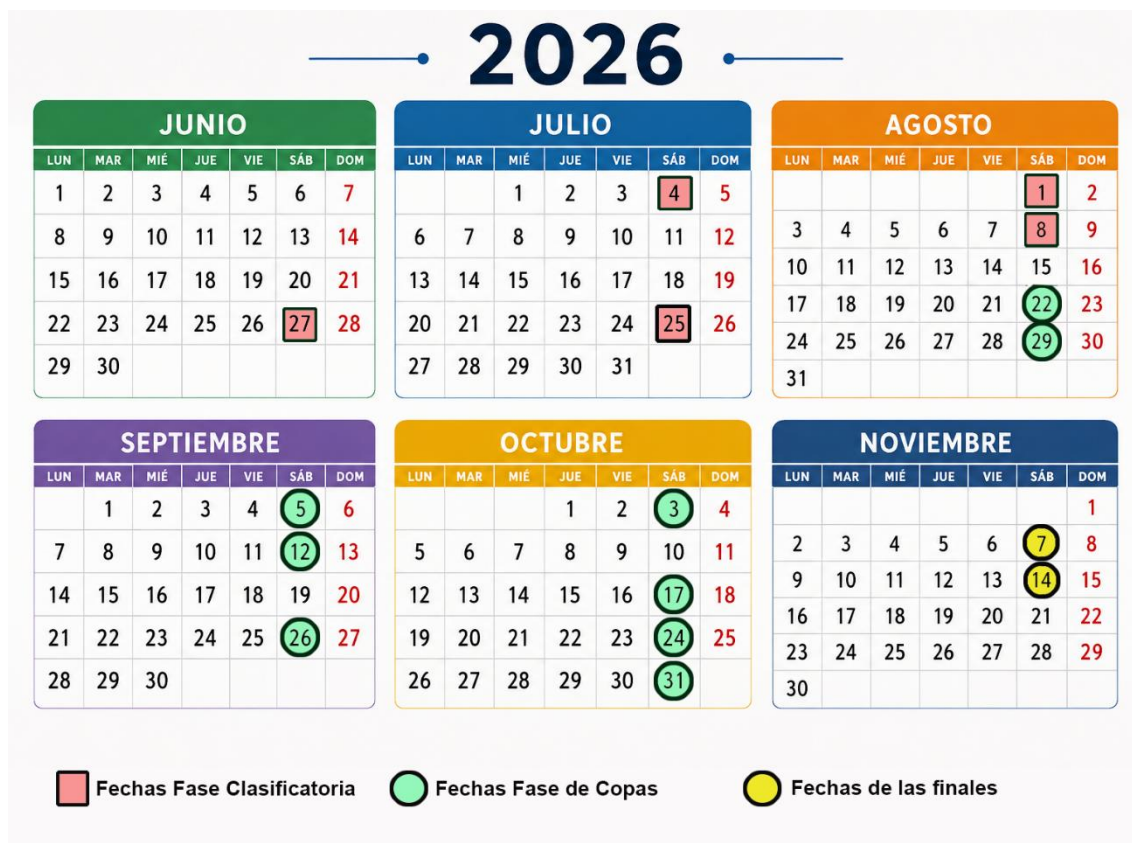 2026
JUNIO
LUN MAR MIÉ JUE VIE SÁB DOM
1 2 3 4 5 6 7
8 9 10 11 12 13 14
15 16 17 18 19 20 21
22 23 24 25 26 27 28
29 30
JULIO
LUN MAR MIÉ JUE VIE SÁB DOM
1 2 3 4 5
6 7 8 9 10 11 12
13 14 15 16 17 18 19
20 21 22 23 24 25 26
27 28 29 30 31
AGOSTO
LUN MAR MIÉ JUE VIE SÁB DOM
1 2
3 4 5 6 7 8 9
10 11 12 13 14 15 16
17 18 19 20 21 22 23
24 25 26 27 28 29 30
31
SEPTIEMBRE
LUN MAR MIÉ JUE VIE SÁB DOM
1 2 3 4 5 6
7 8 9 10 11 12 13
14 15 16 17 18 19 20
21 22 23 24 25 26 27
28 29 30
OCTUBRE
LUN MAR MIÉ JUE VIE SÁB DOM
1 2 3 4
5 6 7 8 9 10 11
12 13 14 15 16 17 18
19 20 21 22 23 24 25
26 27 28 29 30 31
NOVIEMBRE
LUN MAR MIÉ JUE VIE SÁB DOM
1
2 3 4 5 6 7 8
9 10 11 12 13 14 15
16 17 18 19 20 21 22
23 24 25 26 27 28 29
30
Fechas Fase Clasificatoria
Fechas Fase de Copas
Fechas de las finales